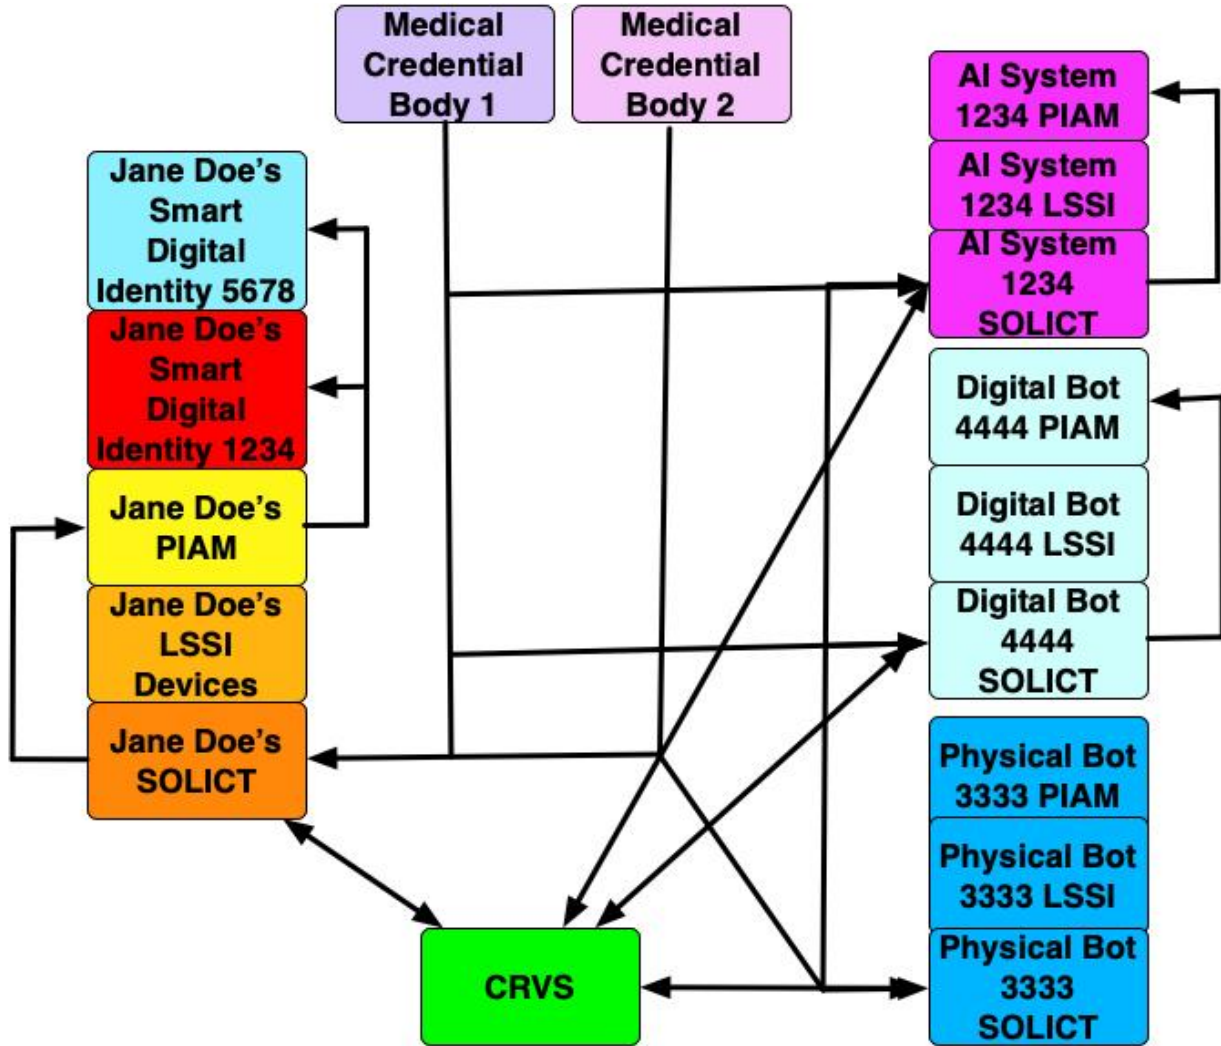 Medical
Credential
Body 1
Medical
Credential
Body 2
Jane Doe’s
Smart
Digital
Identity 5678
Jane Doe’s
Smart
Digital
Identity 1234
Jane Doe’s
PIAM
Jane Doe’s
LSSI
Devices
Jane Doe’s
SOLICT
CRVS
AI System
1234 PIAM
AI System
1234 LSSI
AI System
1234
SOLICT
Digital Bot
4444 PIAM
Digital Bot
4444 LSSI
Digital Bot
4444
SOLICT
Physical Bot
3333 PIAM
Physical Bot
3333 LSSI
Physical Bot
3333
SOLICT